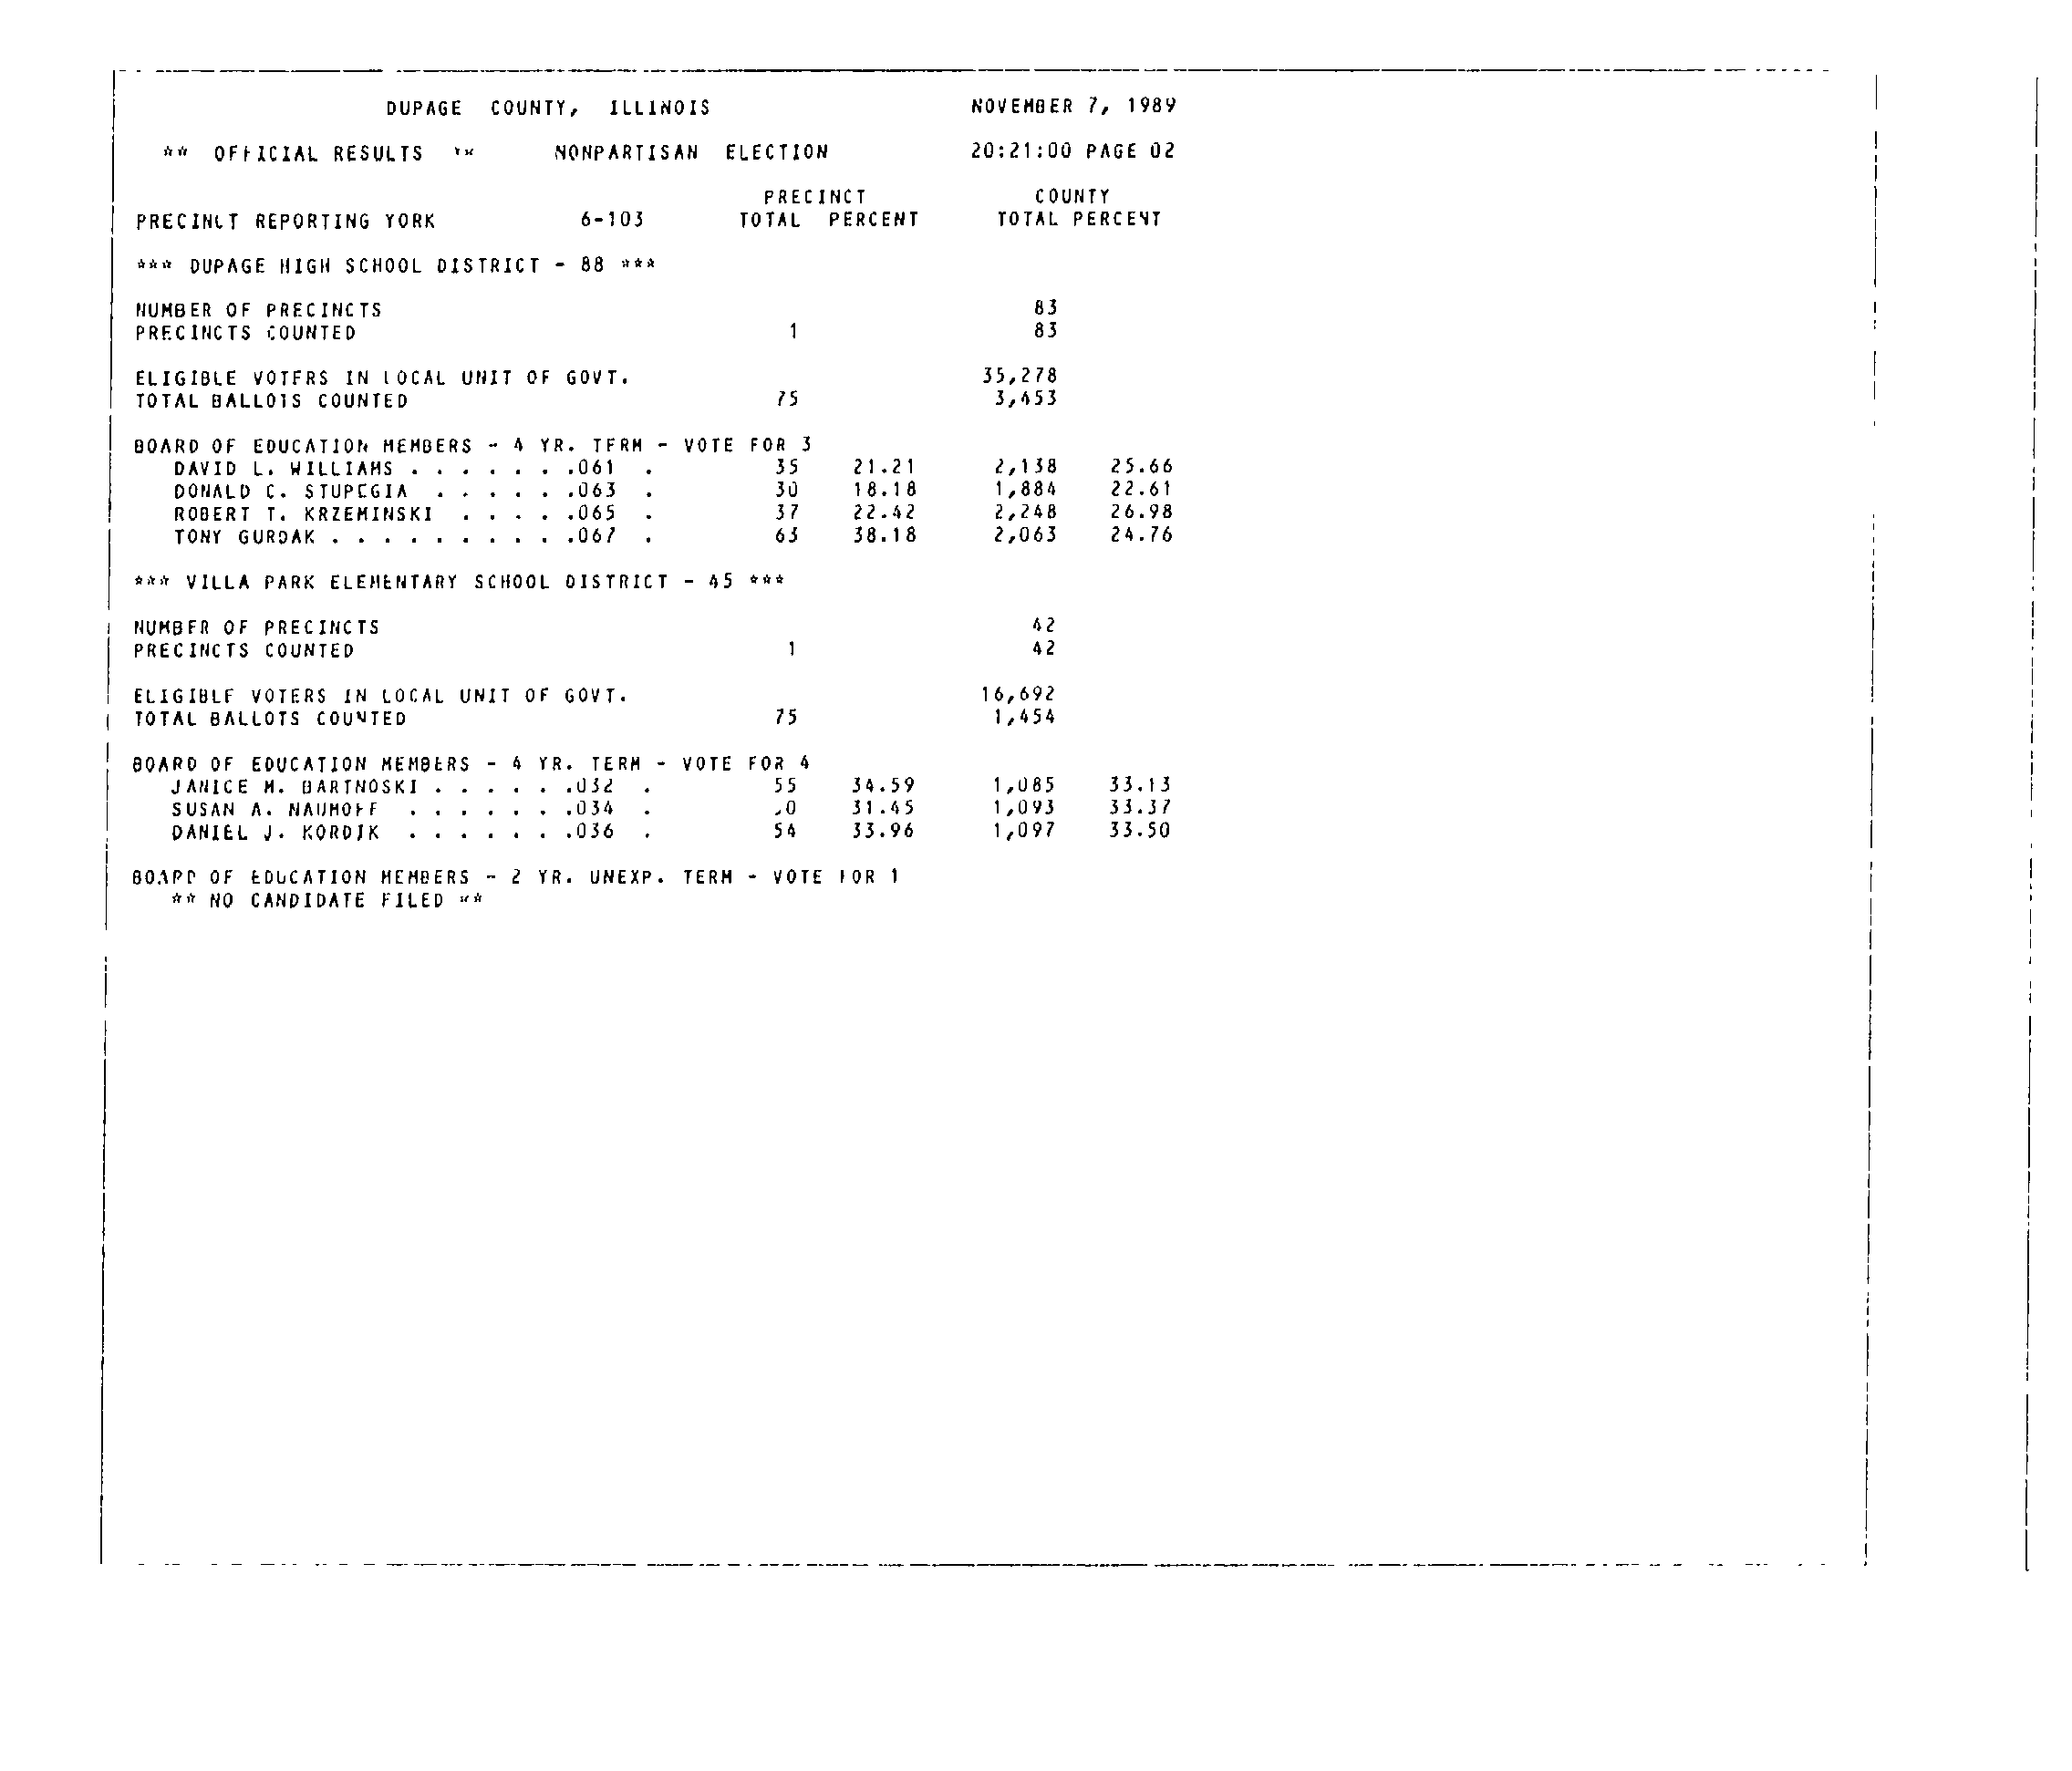 DUPAGE COUNTY, ILLINOIS NOVEMBER 7, 1989
** OFFICIAL RESULTS ** NONPARTISAN ELECTION 20:21:00 PAGE 02
PRECINCT COUNTY
PRECINCT REPORTING YORK 6-103 TOTAL PERCENT TOTAL PERCENT
*** DUPAGE HIGH SCHOOL DISTRICT - 88 ***
NUMBER OF PRECINCTS 83
PRECINCTS COUNTED 1 83
ELIGIBLE VOTERS IN LOCAL UNIT OF GOVT. 35,278
TOTAL BALLOTS COUNTED 75 3,453
BOARD OF EDUCATION MEMBERS - 4 YR. TERM - VOTE FOR 3
DAVID L. WILLIAMS . . . . . . .061 . 35 21.21 2,138 25.66
DONALD C. STUPEGIA . . . . . .063 . 30 18.18 1,884 22.61
ROBERT T. KRZEMINSKI . . . . .065 . 37 22.42 2,248 26.98
TONY GURDAK . . . . . . . . . .067 . 63 38.18 2,063 24.76
*** VILLA PARK ELEMENTARY SCHOOL DISTRICT - 45 ***
NUMBER OF PRECINCTS 42
PRECINCTS COUNTED 1 42
ELIGIBLE VOTERS IN LOCAL UNIT OF GOVT. 16,692
TOTAL BALLOTS COUNTED 75 1,454
BOARD OF EDUCATION MEMBERS - 4 YR. TERM - VOTE FOR 4
JANICE M. BARTNOSKI . . . . . .032 . 55 34.59 1,085 33.13
SUSAN A. NAUMOFF . . . . . . .034 . 31.45 1,093 33.37
DANIEL J. KORDIK . . . . . . .036 . 54 33.96 1,097 33.50
BOARD OF EDUCATION MEMBERS - 2 YR. UNEXP. TERM - VOTE FOR 1
** NO CANDIDATE FILED **